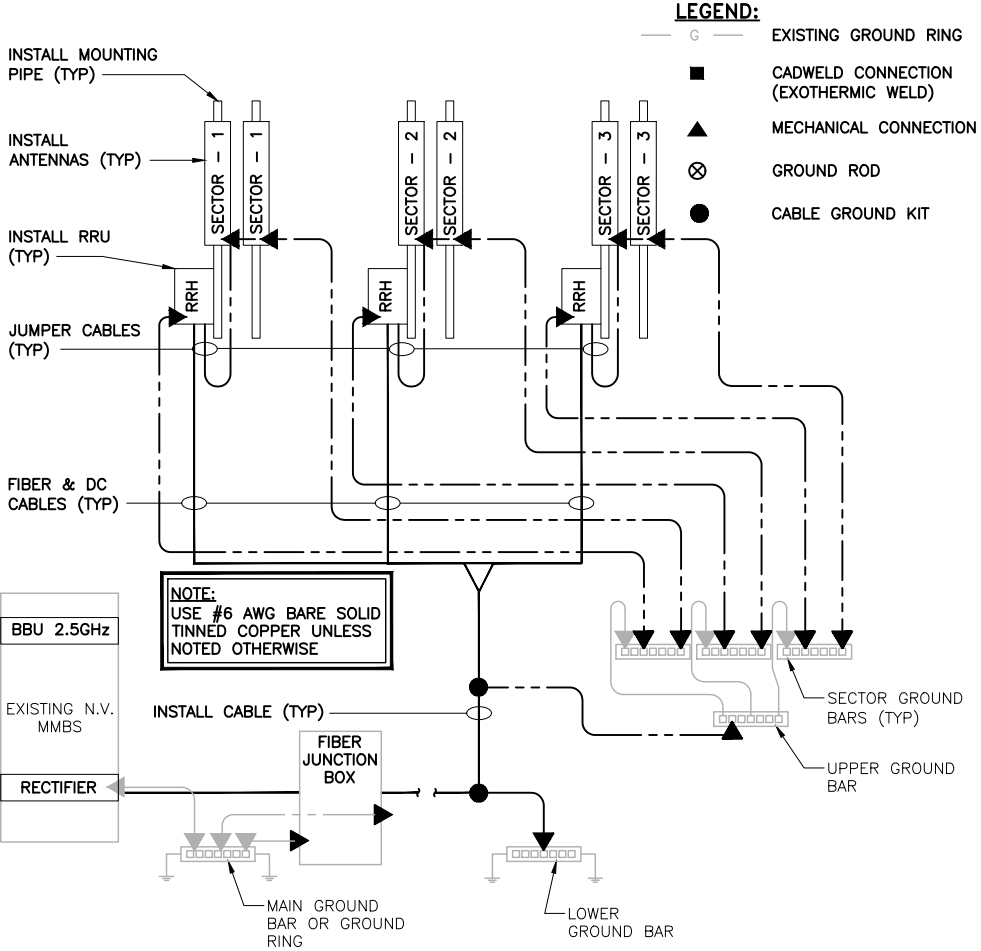 LEGEND:
G
EXISTING GROUND RING
CADWELD CONNECTION
(EXOTHERMIC WELD)
MECHANICAL CONNECTION
GROUND ROD
CABLE GROUND KIT
INSTALL MOUNTING
PIPE (TYP)
INSTALL
ANTENNAS (TYP)
INSTALL RRU
(TYP)
JUMPER CABLES
(TYP)
FIBER & DC
CABLES (TYP)
SECTOR - 1
SECTOR - 1
SECTOR - 2
SECTOR - 2
SECTOR - 3
SECTOR - 3
RRH
RRH
RRH
NOTE:
USE #6 AWG BARE SOLID
TINNED COPPER UNLESS
NOTED OTHERWISE
BBU 2.5GHz
EXISTING N.V.
MMBS
RECTIFIER
INSTALL CABLE (TYP)
FIBER
JUNCTION
BOX
SECTOR GROUND
BARS (TYP)
UPPER GROUND
BAR
MAIN GROUND
BAR OR GROUND
RING
LOWER
GROUND BAR